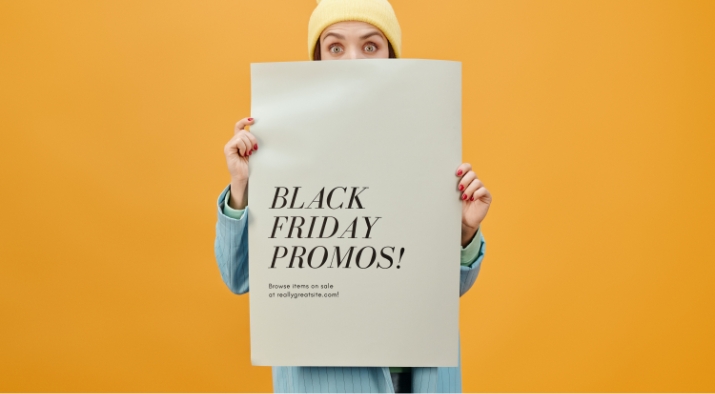 BLACK
FRIDAY
PROMOS!
Browse items on sale
at reallygreatsite.com!